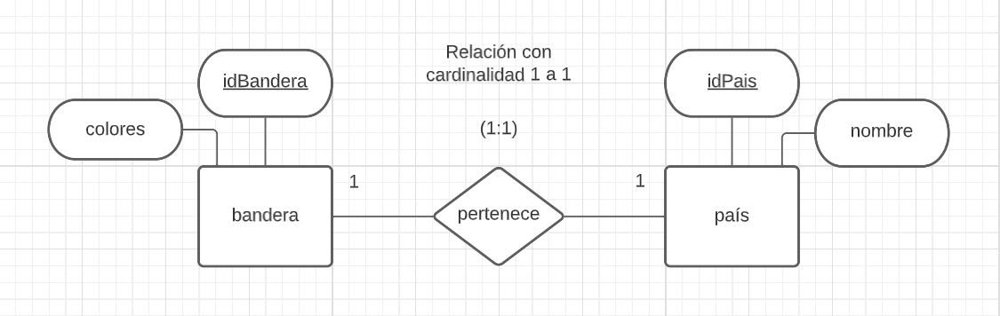 Relación con
cardinalidad 1 a 1
idBandera
idPais
colores
(1:1)
nombre
1
1
bandera
pertenece
país